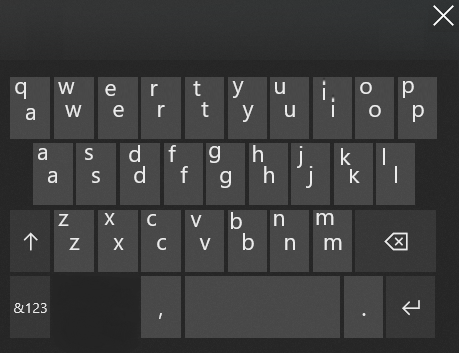 q w e r t y u i o p
a w e r t y u i o p
a s d f g h j k l
a s d f g h j k l
z x c v b n m
z x c v b n m
&123 , .